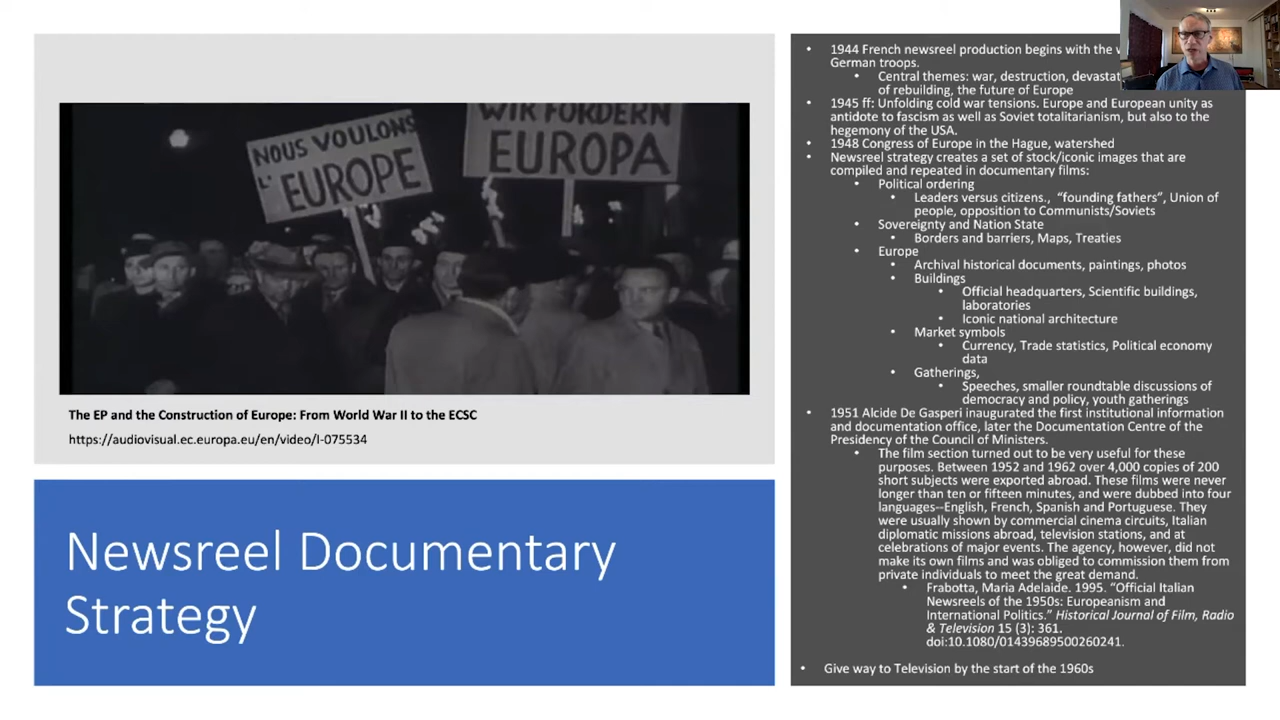 NOUS VOULONS
L'EUROPE
WIR FORDERN
EUROPA
The EP and the Construction of Europe: From World War II to the ECSC
https://audiovisual.ec.europa.eu/en/video/I-075534
Newsreel Documentary
Strategy
• 1944 French newsreel production begins with the
German troops.
• Central themes: war, destruction,
of rebuilding, the future of Europe
• 1945 ff: Unfolding cold war tensions. Europe and European unity as
antidote to fascism as well as Soviet totalitarianism, but also to the
hegemony of the USA.
• 1948 Congress of Europe in the Hague, watershed
• Newsreel strategy creates a set of stock/iconic images that are
compiled and repeated in documentary films:
• Political ordering
• Leaders versus citizens., “founding fathers“, Union of
people, opposition to Communists/Soviets
• Sovereignty and Nation State
• Borders and barriers, Maps, Treaties
• Europe
• Archival historical documents, paintings, photos
• Buildings
• Official headquarters, Scientific buildings,
laboratories
• Iconic national architecture
• Market symbols
• Currency, Trade statistics, Political economy
data
• Gatherings,
• Speeches, smaller roundtable discussions of
democracy and policy, youth gatherings
• 1951 Alcide De Gasperi inaugurated the first institutional information
and documentation office, later the Documentation Centre of the
Presidency of the Council of Ministers.
• The film section turned out to be very useful for these
purposes. Between 1952 and 1962 over 4,000 copies of 200
short subjects were exported abroad. These films were never
longer than ten or fifteen minutes, and were dubbed into four
languages--English, French, Spanish and Portuguese. They
were usually shown by commercial cinema circuits, Italian
diplomatic missions abroad, television stations, and at
celebrations of major events. The agency, however, did not
make its own films and was obliged to commission them from
private individuals to meet the great demand.
• Frabotta, Maria Adelaide. 1995. “Official Italian
Newsreels of the 1950s: Europeanism and
International Politics.” Historical Journal of Film, Radio
& Television 15 (3): 361.
doi:10.1080/01439689500260241.
• Give way to Television by the start of the 1960s